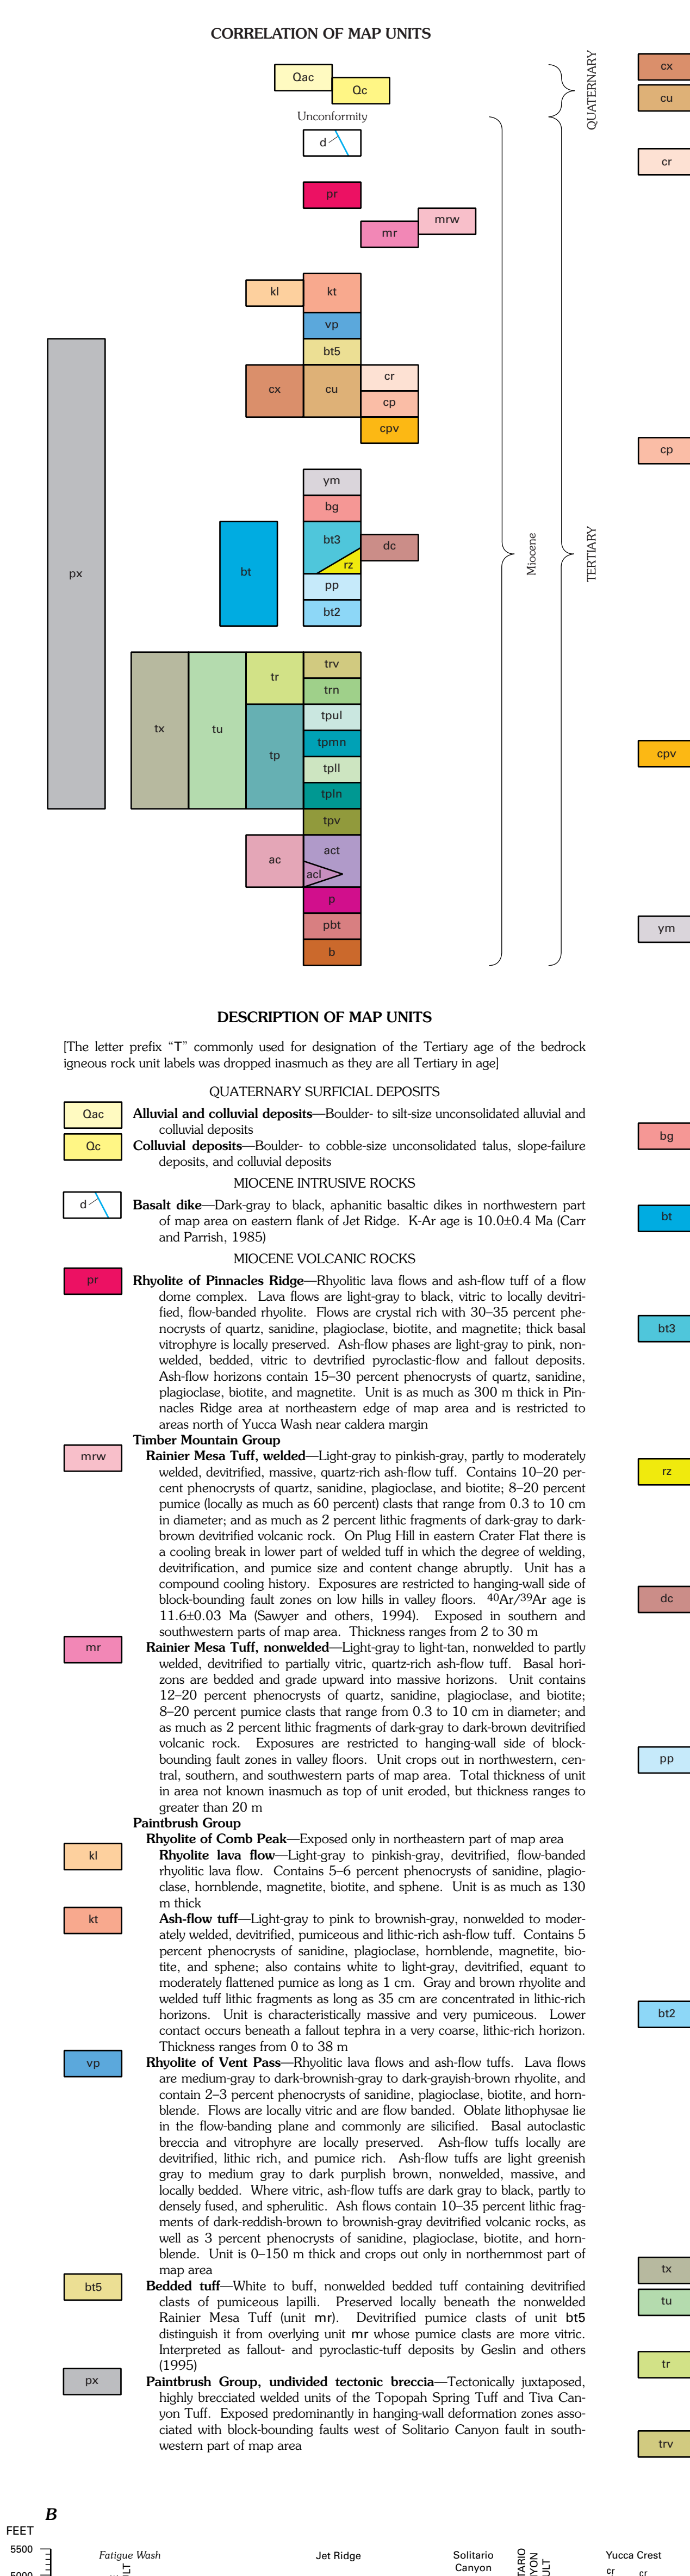 CORRELATION OF MAP UNITS
Qac
Qc
Unconformity
d
pr
mrw
mr
kl
kt
vp
bt5
cx
cu
cr
cp
cpv
ym
bg
bt3
rz
dc
pp
bt2
bt
px
tx
tu
tr
tp
trv
trn
tpul
tpmn
tpll
tpln
tpv
ac
act
acl
p
pbt
b
QUATERNARY
Miocene
TERTIARY
DESCRIPTION OF MAP UNITS
[The letter prefix “T” commonly used for designation of the Tertiary age of the bedrock
igneous rock unit labels was dropped inasmuch as they are all Tertiary in age]
QUATERNARY SURFICIAL DEPOSITS
Qac
Alluvial and colluvial deposits—Boulder- to silt-size unconsolidated alluvial and
colluvial deposits
Qc
Colluvial deposits—Boulder- to cobble-size unconsolidated talus, slope-failure
deposits, and colluvial deposits
MIOCENE INTRUSIVE ROCKS
d
Basalt dike—Dark-gray to black, aphanitic basaltic dikes in northwestern part
of map area on eastern flank of Jet Ridge. K-Ar age is 10.0±0.4 Ma (Carr
and Parrish, 1985)
MIOCENE VOLCANIC ROCKS
pr
Rhyolite of Pinnacles Ridge—Rhyolitic lava flows and ash-flow tuff of a flow
dome complex. Lava flows are light-gray to black, vitric to locally devitri-
fied, flow-banded rhyolite. Flows are crystal rich with 30–35 percent phe-
nocrysts of quartz, sanidine, plagioclase, biotite, and magnetite; thick basal
vitrophyre is locally preserved. Ash-flow phases are light-gray to pink, non-
welded, bedded, vitric to devtrified pyroclastic-flow and fallout deposits.
Ash-flow horizons contain 15–30 percent phenocrysts of quartz, sanidine,
plagioclase, biotite, and magnetite. Unit is as much as 300 m thick in Pin-
nacles Ridge area at northeastern edge of map area and is restricted to
areas north of Yucca Wash near caldera margin
Timber Mountain Group
mrw
Rainier Mesa Tuff, welded—Light-gray to pinkish-gray, partly to moderately
welded, devitrified, massive, quartz-rich ash-flow tuff. Contains 10–20 per-
cent phenocrysts of quartz, sanidine, plagioclase, and biotite; 8–20 percent
pumice (locally as much as 60 percent) clasts that range from 0.3 to 10 cm
in diameter; and as much as 2 percent lithic fragments of dark-gray to dark-
brown devitrified volcanic rock. On Plug Hill in eastern Crater Flat there is
a cooling break in lower part of welded tuff in which the degree of welding,
devitrification, and pumice size and content change abruptly. Unit has a
compound cooling history. Exposures are restricted to hanging-wall side of
block-bounding fault zones on low hills in valley floors. ⁴⁰Ar/³⁹Ar age is
11.6±0.03 Ma (Sawyer and others, 1994). Exposed in southern and
southwestern parts of map area. Thickness ranges from 2 to 30 m
mr
Rainier Mesa Tuff, nonwelded—Light-gray to light-tan, nonwelded to partly
welded, devitrified to partially vitric, quartz-rich ash-flow tuff. Basal hori-
zons are bedded and grade upward into massive horizons. Unit contains
12–20 percent phenocrysts of quartz, sanidine, plagioclase, and biotite;
8–20 percent pumice clasts that range from 0.3 to 10 cm in diameter; and
as much as 2 percent lithic fragments of dark-gray to dark-brown devitrified
volcanic rock. Exposures are restricted to hanging-wall side of block-
bounding fault zones in valley floors. Unit crops out in northwestern, cen-
tral, southern, and southwestern parts of map area. Total thickness of unit
in area not known inasmuch as top of unit eroded, but thickness ranges to
greater than 20 m
Paintbrush Group
Rhyolite of Comb Peak—Exposed only in northeastern part of map area
kl
Rhyolite lava flow—Light-gray to pinkish-gray, devitrified, flow-banded
rhyolitic lava flow. Contains 5–6 percent phenocrysts of sanidine, plagio-
clase, hornblende, magnetite, biotite, and sphene. Unit is as much as 130
m thick
kt
Ash-flow tuff—Light-gray to pink to brownish-gray, nonwelded to moder-
ately welded, devitrified, pumiceous and lithic-rich ash-flow tuff. Contains 5
percent phenocrysts of sanidine, plagioclase, hornblende, magnetite, bio-
tite, and sphene; also contains white to light-gray, devitrified, equant to
moderately flattened pumice as long as 1 cm. Gray and brown rhyolite and
welded tuff lithic fragments as long as 35 cm are concentrated in lithic-rich
horizons. Unit is characteristically massive and very pumiceous. Lower
contact occurs beneath a fallout tephra in a very coarse, lithic-rich horizon.
Thickness ranges from 0 to 38 m
vp
Rhyolite of Vent Pass—Rhyolitic lava flows and ash-flow tuffs. Lava flows
are medium-gray to dark-brownish-gray to dark-grayish-brown rhyolite, and
contain 2–3 percent phenocrysts of sanidine, plagioclase, biotite, and horn-
blende. Flows are locally vitric and are flow banded. Oblate lithophysae lie
in the flow-banding plane and commonly are silicified. Basal autoclastic
breccia and vitrophyre are locally preserved. Ash-flow tuffs locally are
devitrified, lithic rich, and pumice rich. Ash-flow tuffs are light greenish
gray to medium gray to dark purplish brown, nonwelded, massive, and
locally bedded. Where vitric, ash-flow tuffs are dark gray to black, partly to
densely fused, and spherulitic. Ash flows contain 10–35 percent lithic frag-
ments of dark-reddish-brown to brownish-gray devitrified volcanic rocks, as
well as 3 percent phenocrysts of sanidine, plagioclase, biotite, and horn-
blende. Unit is 0–150 m thick and crops out only in northernmost part of
map area
bt5
Bedded tuff—White to buff, nonwelded bedded tuff containing devitrified
clasts of pumiceous lapilli. Preserved locally beneath the nonwelded
Rainier Mesa Tuff (unit mr). Devitrified pumice clasts of unit bt5
distinguish it from overlying unit mr whose pumice clasts are more vitric.
Interpreted as fallout- and pyroclastic-tuff deposits by Geslin and others
(1995)
px
Paintbrush Group, undivided tectonic breccia—Tectonically juxtaposed,
highly brecciated welded units of the Topopah Spring Tuff and Tiva Can-
yon Tuff. Exposed predominantly in hanging-wall deformation zones asso-
ciated with block-bounding faults west of Solitario Canyon fault in south-
western part of map area
cx
cu
cr
cp
cpv
ym
bg
bt
bt3
rz
dc
pp
bt2
tx
tu
tr
trv
B
FEET
5500
Fatigue Wash
Jet Ridge
Solitario
Canyon
Yucca Crest
cr
cr